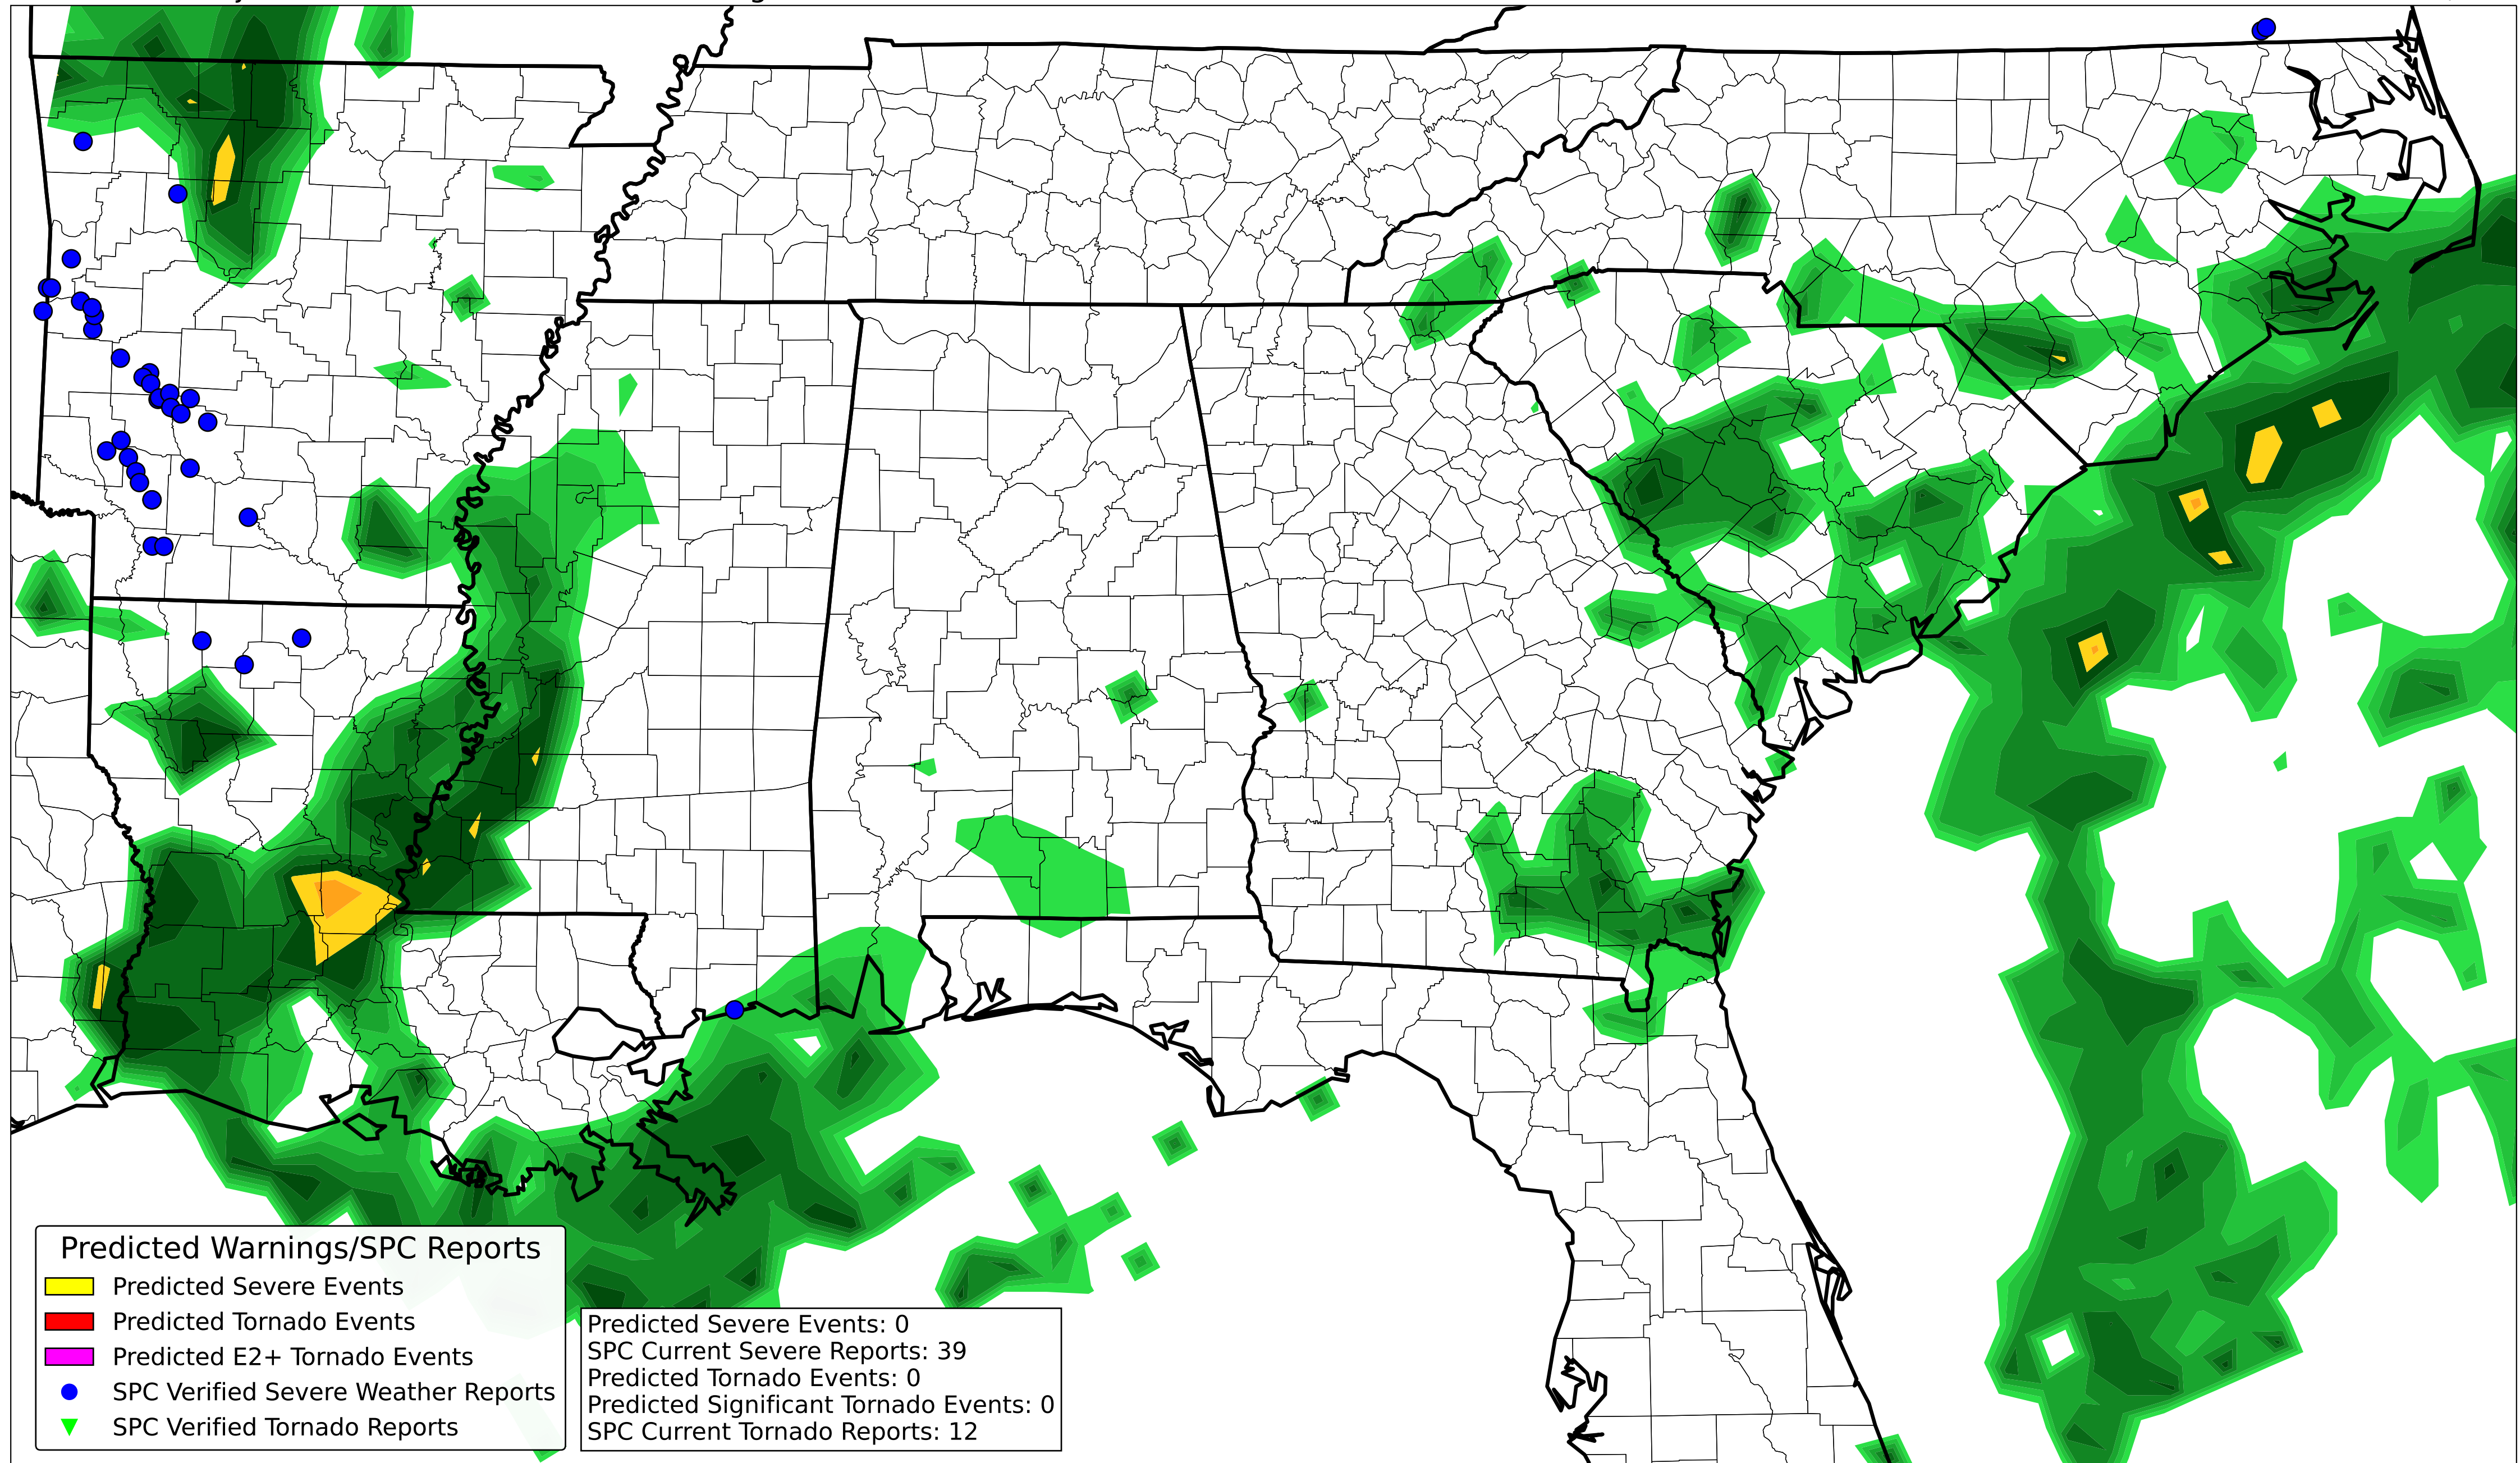 Predicted Warnings/SPC Reports
Predicted Severe Events
Predicted Tornado Events
Predicted E2+ Tornado Events
SPC Verified Severe Weather Reports
SPC Verified Tornado Reports
Predicted Severe Events: 0
SPC Current Severe Reports: 39
Predicted Tornado Events: 0
Predicted Significant Tornado Events: 0
SPC Current Tornado Reports: 12